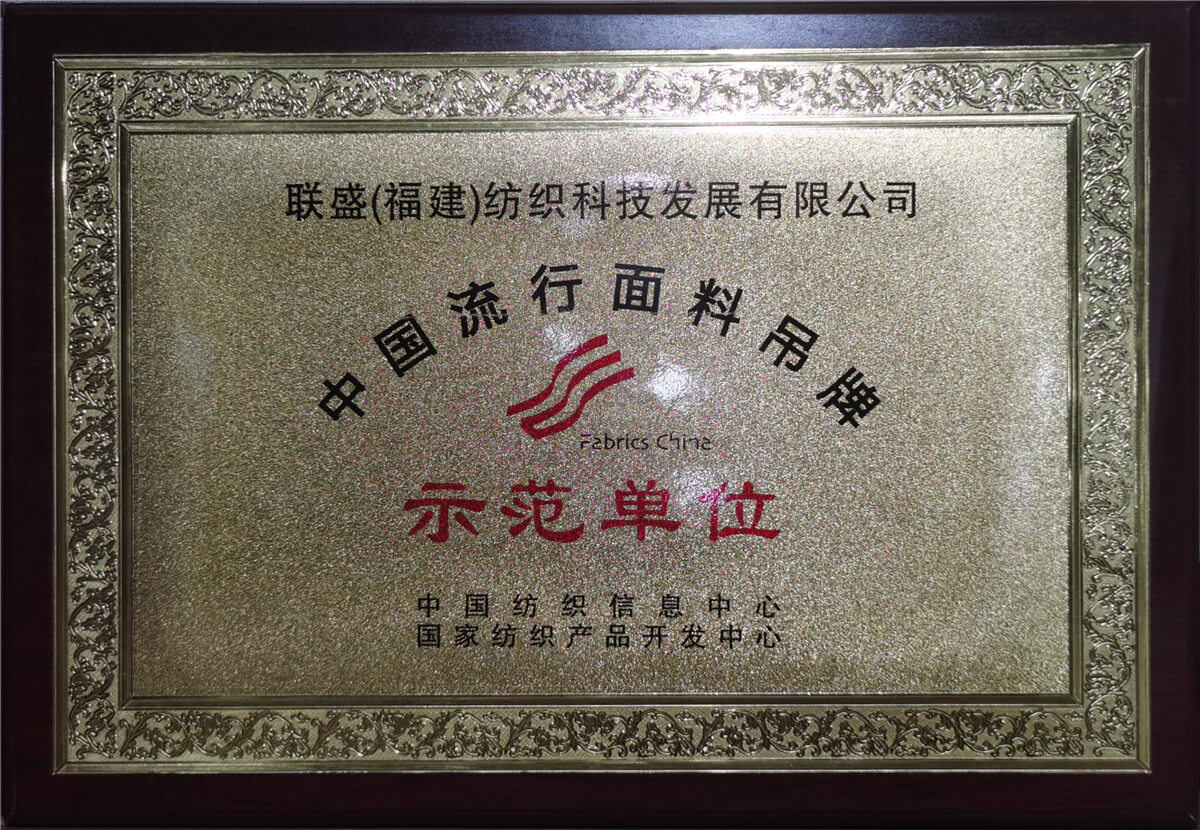 联盛(福建)纺织科技发展有限公司
中国流行面料吊牌
Fabrics China
示范单位
中国纺织信息中心
国家纺织产品开发中心